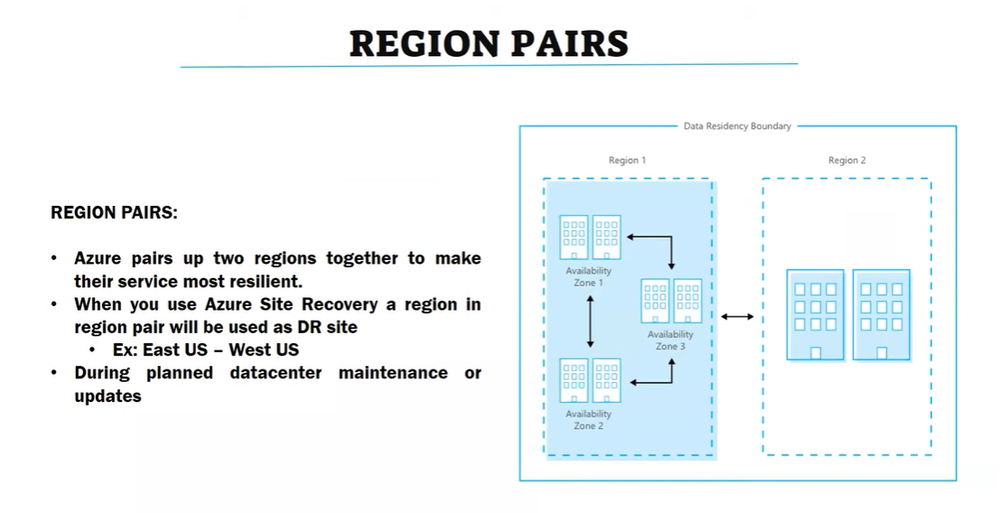 REGION PAIRS
REGION PAIRS:
• Azure pairs up two regions together to make
their service most resilient.
• When you use Azure Site Recovery a region in
region pair will be used as DR site
• Ex: East US – West US
• During planned datacenter maintenance or
updates
Data Residency Boundary
Region 1
Region 2
Availability
Zone 1
Availability
Zone 3
Availability
Zone 2